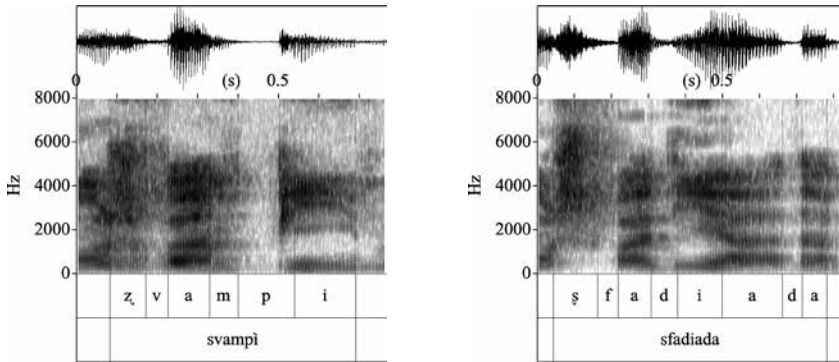 0 (s) 0.5
8000
6000
Hz 4000
2000
0
ẓ v a m p i
svampì
0 (s) 0.5
8000
6000
Hz 4000
2000
0
ṣ f a d i a d a
sfadiada